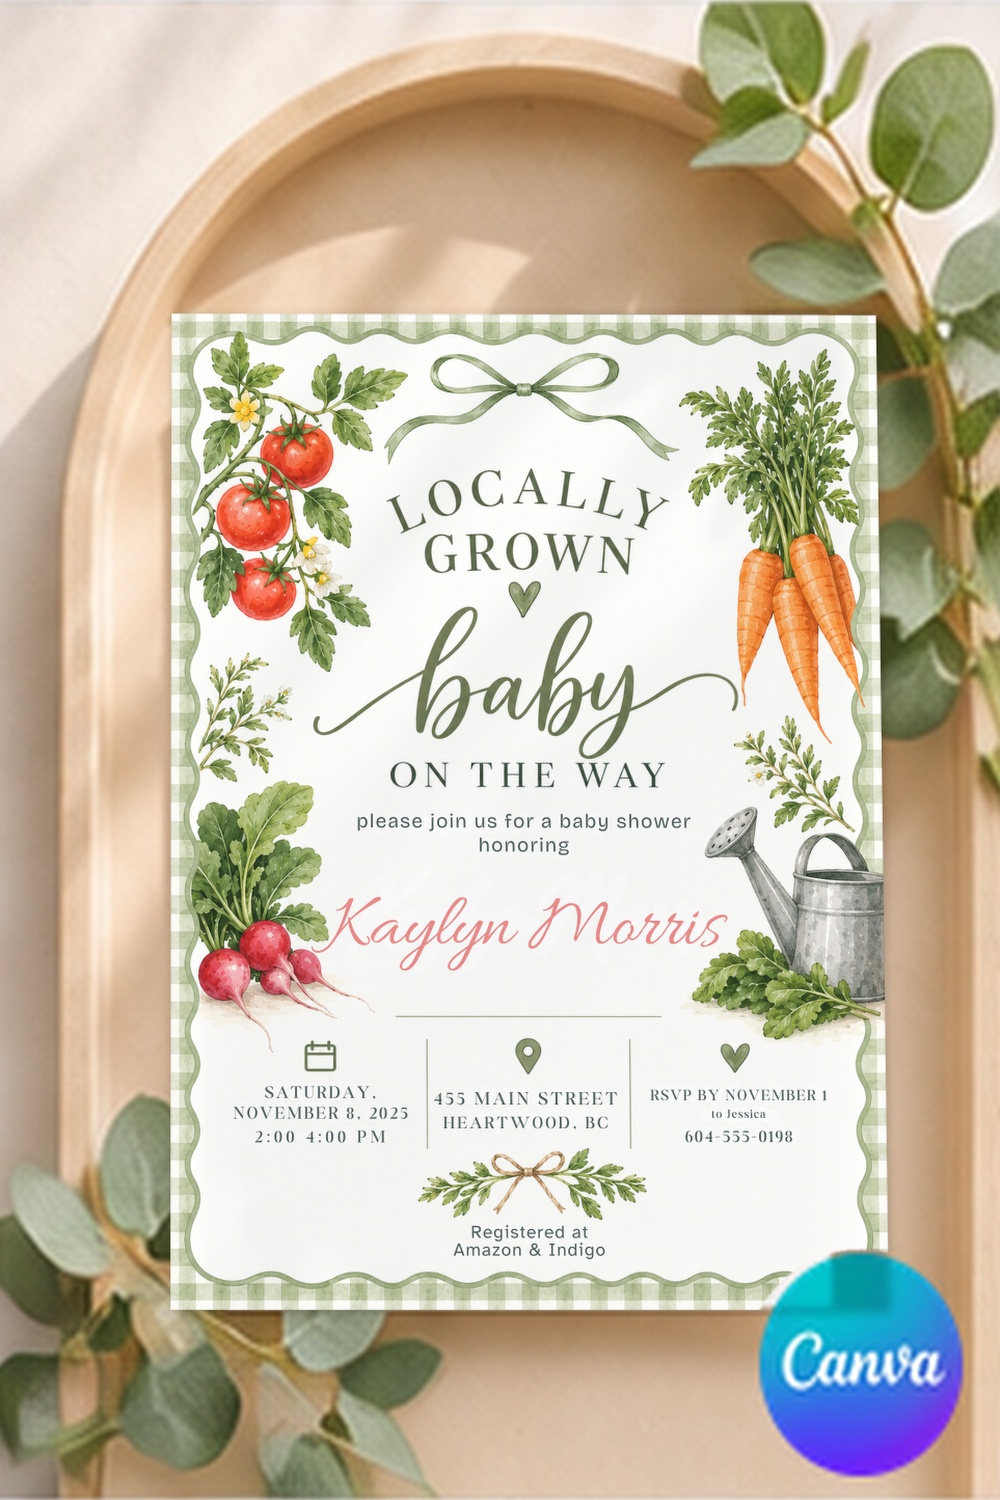 LOCALLY
GROWN
baby
ON THE WAY
please join us for a baby shower
honoring
Kaylyn Morris
SATURDAY,
NOVEMBER 8, 2025
2:00 4:00 PM
455 MAIN STREET
HEARTWOOD, BC
RSVP BY NOVEMBER 1
to Jessica
604-555-0198
Registered at
Amazon & Indigo
Canva